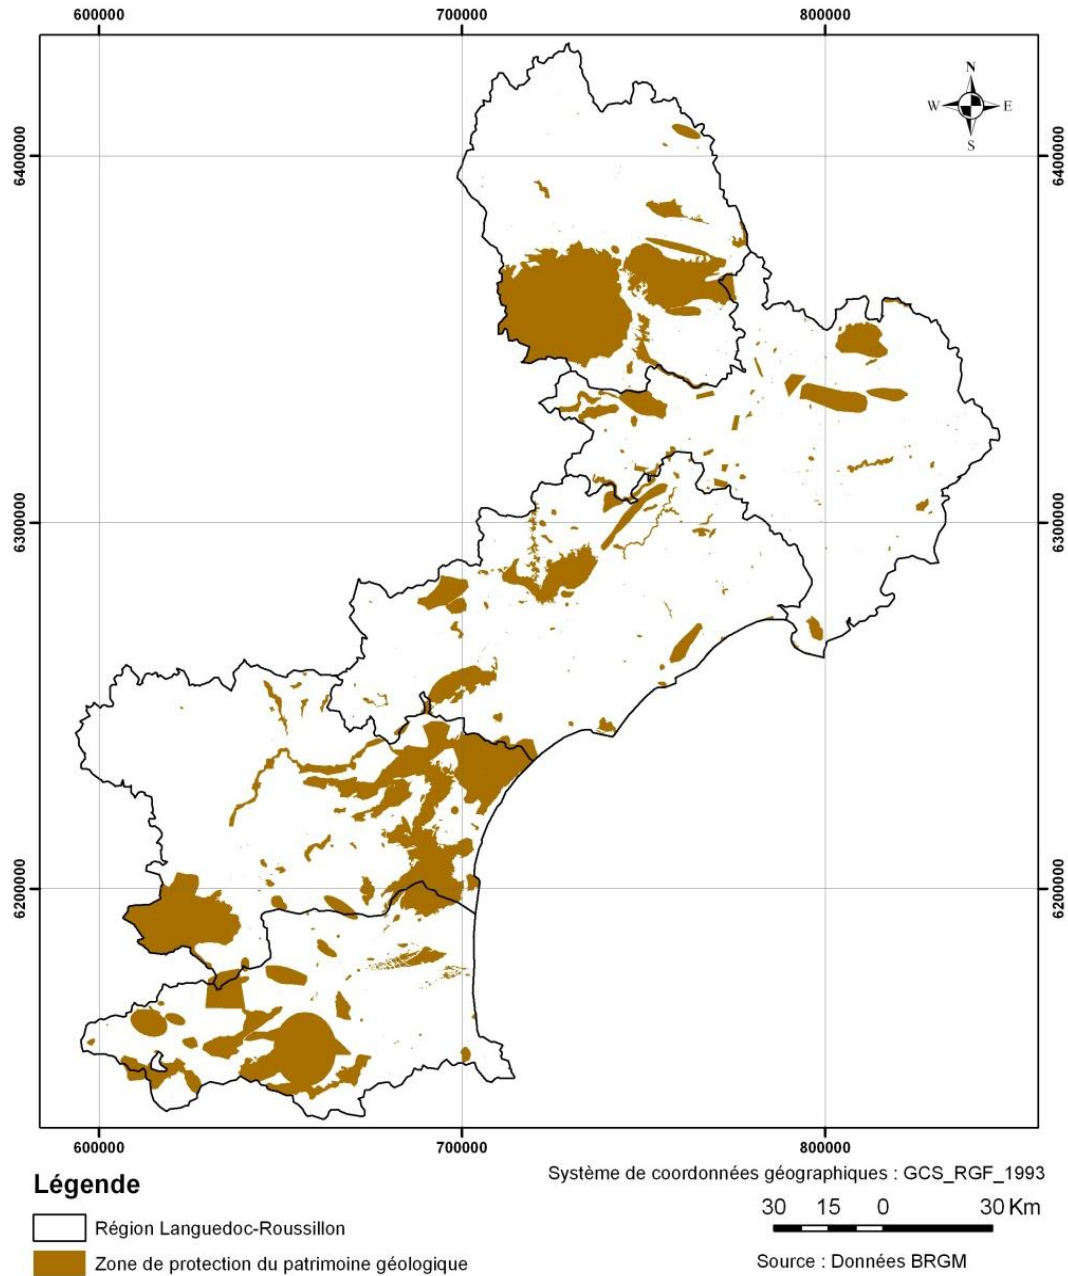 600000 700000 800000
N
W E
S
6400000 6400000
6300000 6300000
6200000 6200000
600000 700000 800000
Légende
Système de coordonnées géographiques : GCS_RGF_1993
30 15 0 30 Km
Région Languedoc-Roussillon
Zone de protection du patrimoine géologique
Source : Données BRGM